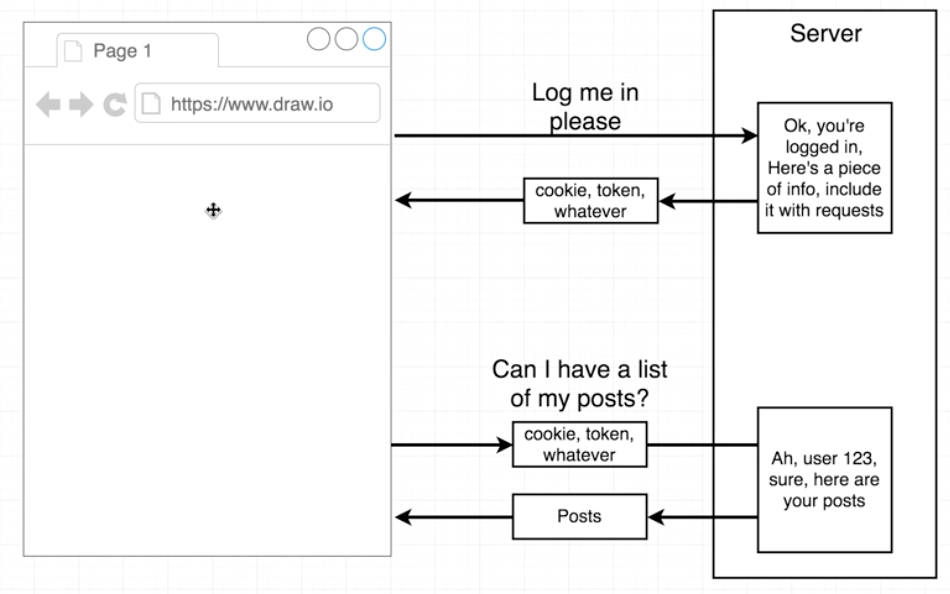 Page 1
https://www.draw.io
Server
Log me in
please
Ok, you're
logged in,
Here's a piece
of info, include
it with requests
cookie, token,
whatever
Can I have a list
of my posts?
cookie, token,
whatever
Ah, user 123,
sure, here are
your posts
Posts